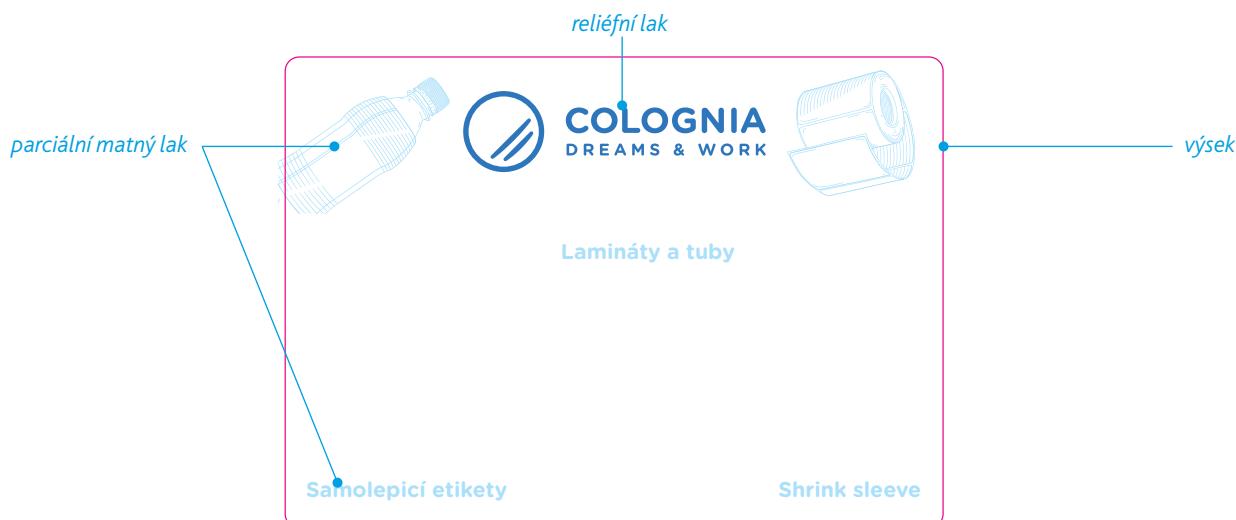 reliéfní lak
COLOGNIA
DREAMS & WORK
parciální matný lak
výsek
Lamináty a tuby
Samolepicí etikety
Shrink sleeve